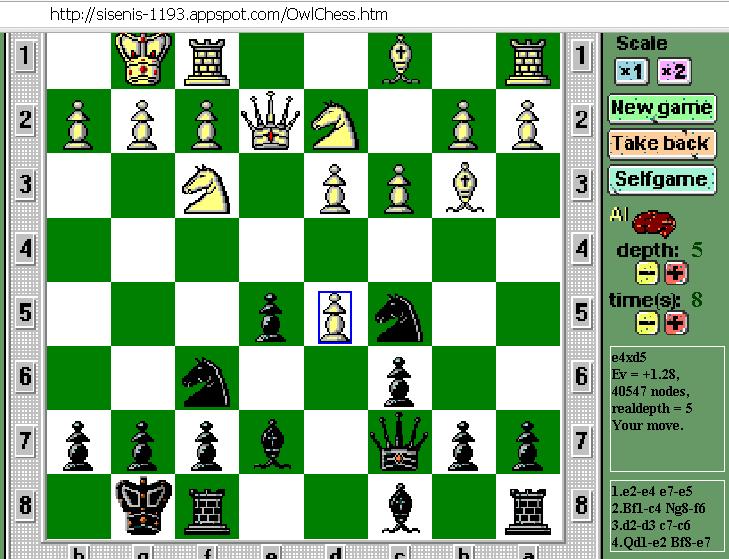 http://sisenis-1193.appspot.com/OwlChess.htm
1
1
Scale
x1 x2
2
2
New game
Take back
3
3
Selfgame
AI
4
4
depth: 5
5
5
time(s): 8
6
6
e4xd5
Ev = +1.28,
40547 nodes,
realdepth = 5
Your move.
7
7
8
8
1.e2-e4 e7-e5
2.Bf1-c4 Ng8-f6
3.d2-d3 c7-c6
4.Qd1-e2 Bf8-e7
h g f e d c b a